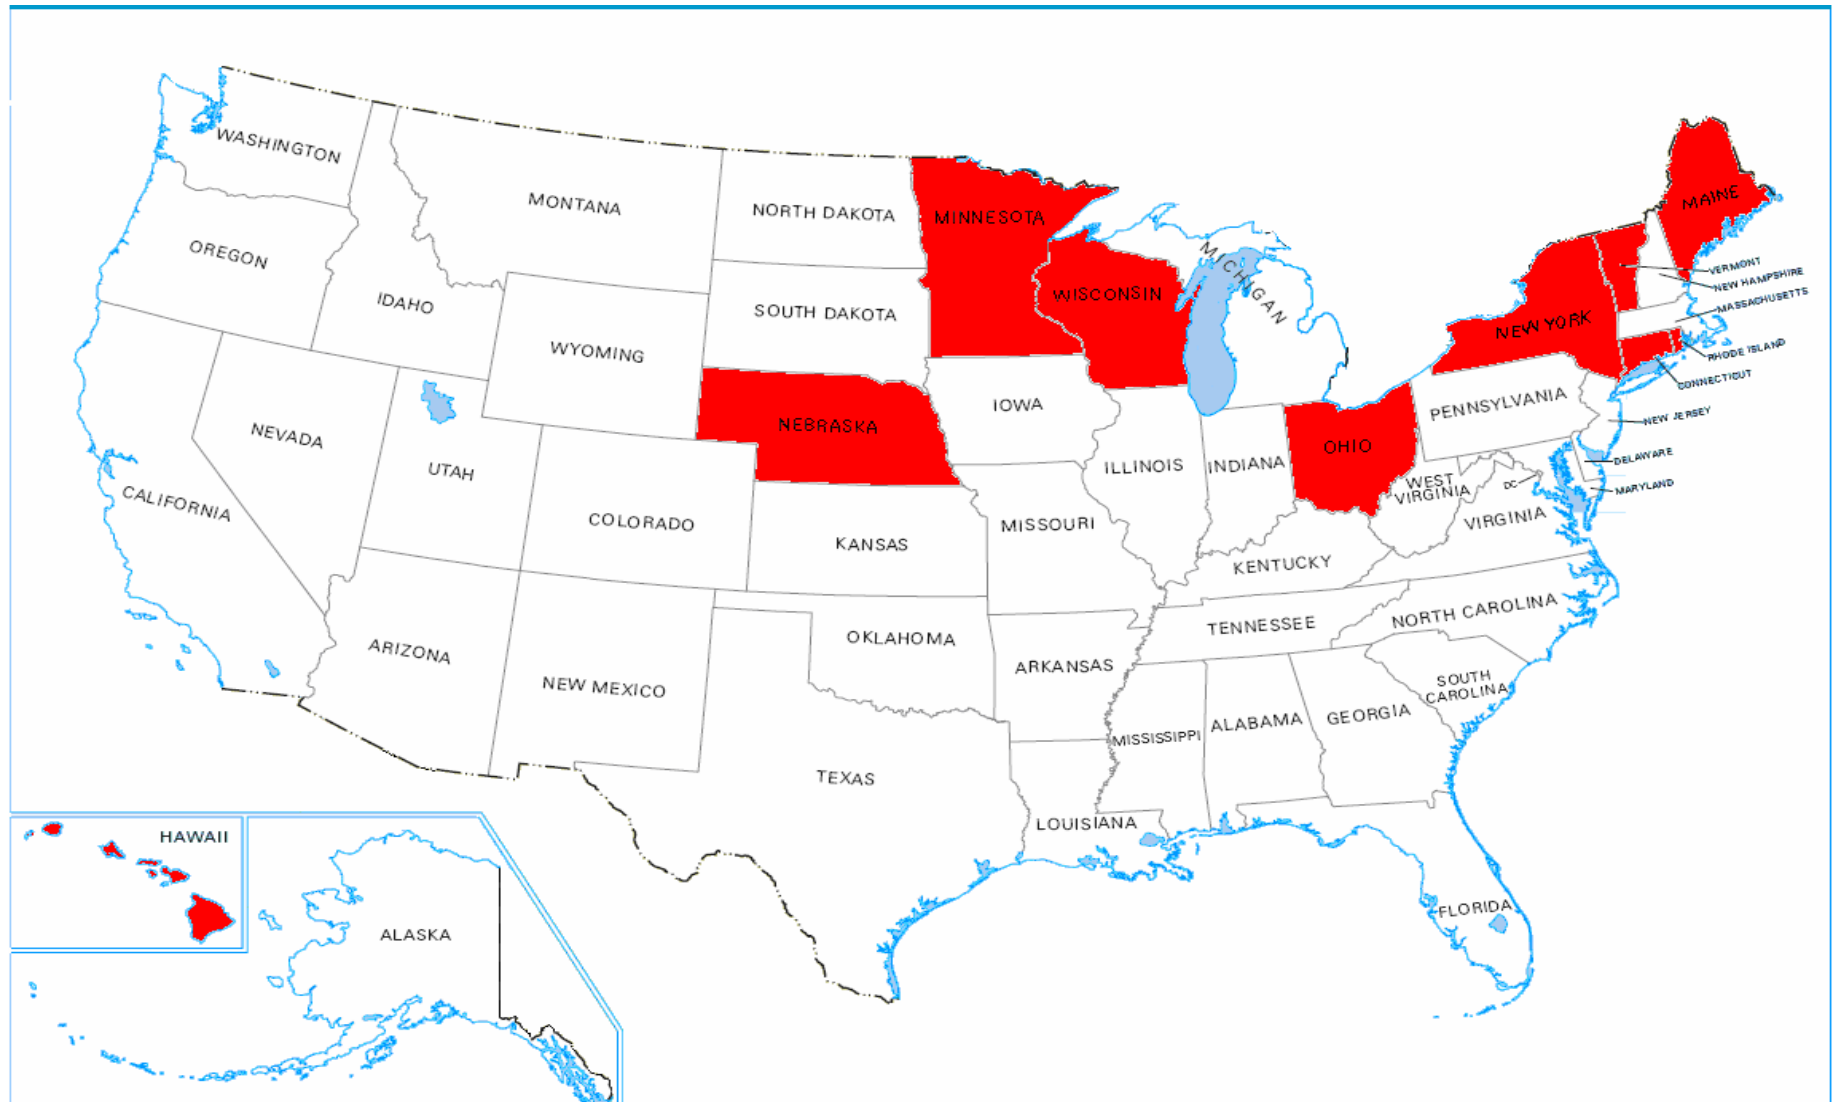 WASHINGTON
MONTANA
NORTH DAKOTA
MINNESOTA
MAINE
OREGON
IDAHO
WYOMING
SOUTH DAKOTA
WISCONSIN
MICHIGAN
NEW YORK
VERMONT
NEW HAMPSHIRE
MASSACHUSETTS
RHODE ISLAND
CONNECTICUT
NEW JERSEY
DELAWARE
MARYLAND
DC
NEVADA
UTAH
CALIFORNIA
COLORADO
NEBRASKA
KANSAS
IOWA
MISSOURI
ILLINOIS
INDIANA
OHIO
PENNSYLVANIA
WEST
VIRGINIA
VIRGINIA
KENTUCKY
TENNESSEE
NORTH CAROLINA
SOUTH
CAROLINA
ARIZONA
NEW MEXICO
OKLAHOMA
ARKANSAS
TEXAS
LOUISIANA
MISSISSIPPI
ALABAMA
GEORGIA
FLORIDA
HAWAII
ALASKA